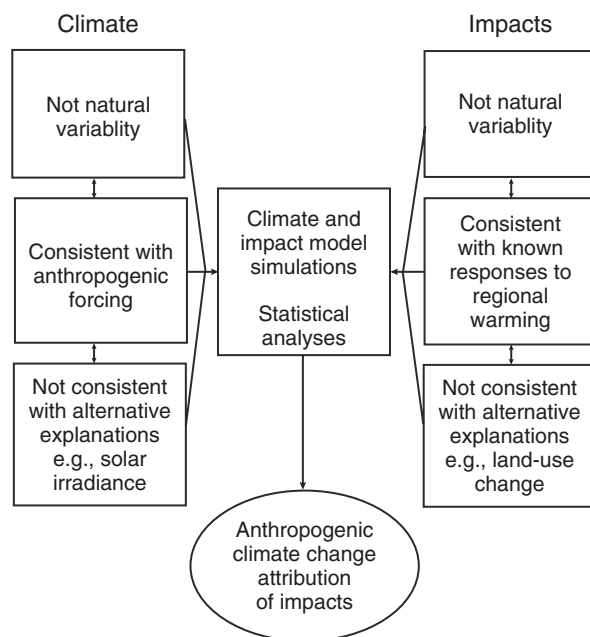 Climate
Impacts
Not natural
variablity
Consistent with
anthropogenic
forcing
Not consistent
with alternative
explanations
e.g., solar
irradiance
Climate and
impact model
simulations
Statistical
analyses
Not natural
variability
Consistent
with known
responses to
regional
warming
Not consistent
with alternative
explanations
e.g., land-use
change
Anthropogenic
climate change
attribution
of impacts